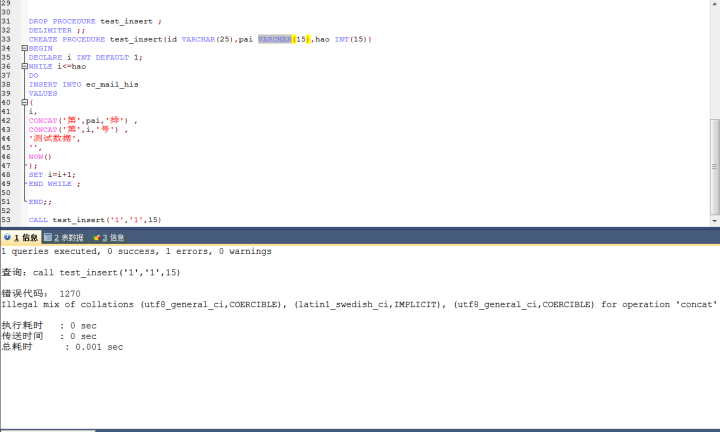 29
30
31 DROP PROCEDURE test_insert ;
32 DELIMITER ;;
33 CREATE PROCEDURE test_insert(id VARCHAR(25),pai VARCHAR(15),hao INT(15))
34 BEGIN
35 DECLARE i INT DEFAULT 1;
36 WHILE i<=hao
37 DO
38 INSERT INTO ec_mail_his
39 VALUES
40 (
41 i,
42 CONCAT('第',pai,'排') ,
43 CONCAT('第',i,'号') ,
44 '测试数据',
45 '',
46 NOW()
47 );
48 SET i=i+1;
49 END WHILE ;
50
51 END;;
52
53 CALL test_insert('1','1',15)
1 信息 2 表数据 3 信息
1 queries executed, 0 success, 1 errors, 0 warnings
查询：call test_insert('1','1',15)
错误代码： 1270
Illegal mix of collations (utf8_general_ci,COERCIBLE), (latin1_swedish_ci,IMPLICIT), (utf8_general_ci,COERCIBLE) for operation 'concat'
执行耗时 : 0 sec
传送时间 : 0 sec
总耗时 : 0.001 sec